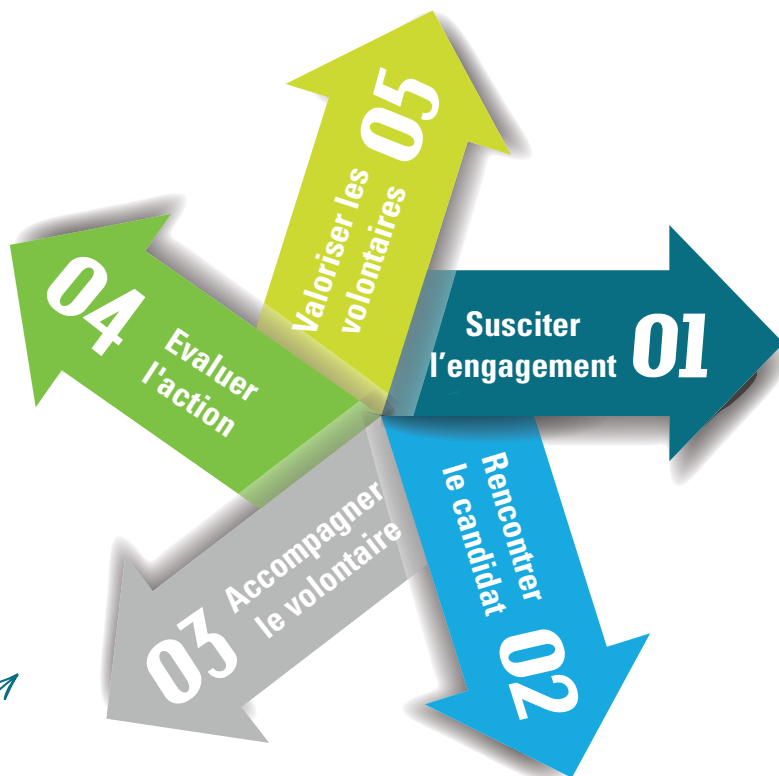 Susciter
l’engagement
01
Rencontrer
le candidat
02
Accompagner
le volontaire
03
Evaluer
l'action
04
Valoriser les
volontaires
05